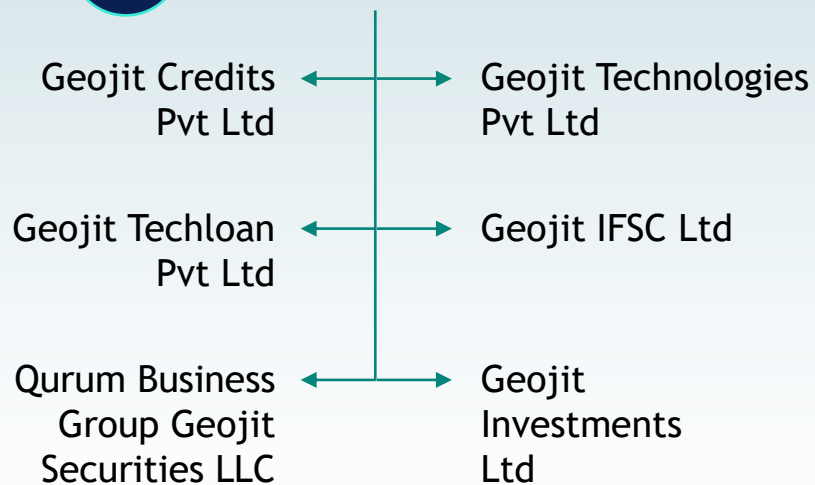 Geojit Credits
Pvt Ltd
Geojit Technologies
Pvt Ltd
Geojit Techloan
Pvt Ltd
Geojit IFSC Ltd
Qurum Business
Group Geojit
Securities LLC
Geojit
Investments
Ltd